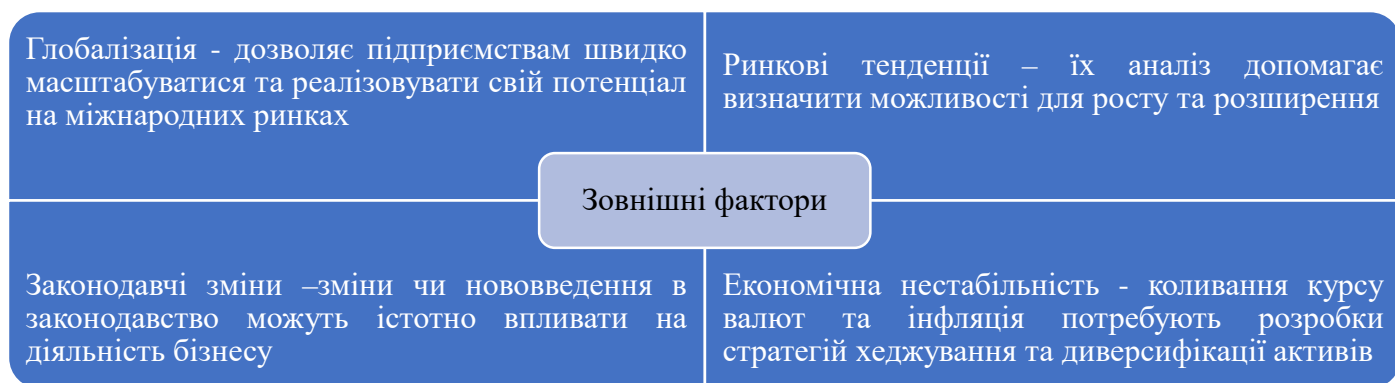 Глобалізація - дозволяє підприємствам швидко
масштабуватися та реалізовувати свій потенціал
на міжнародних ринках
Ринкові тенденції – їх аналіз допомагає
визначити можливості для росту та розширення
Зовнішні фактори
Законодавчі зміни –зміни чи нововведення в
законодавство можуть істотно впливати на
діяльність бізнесу
Економічна нестабільність - коливання курсу
валют та інфляція потребують розробки
стратегій хеджування та диверсифікації активів